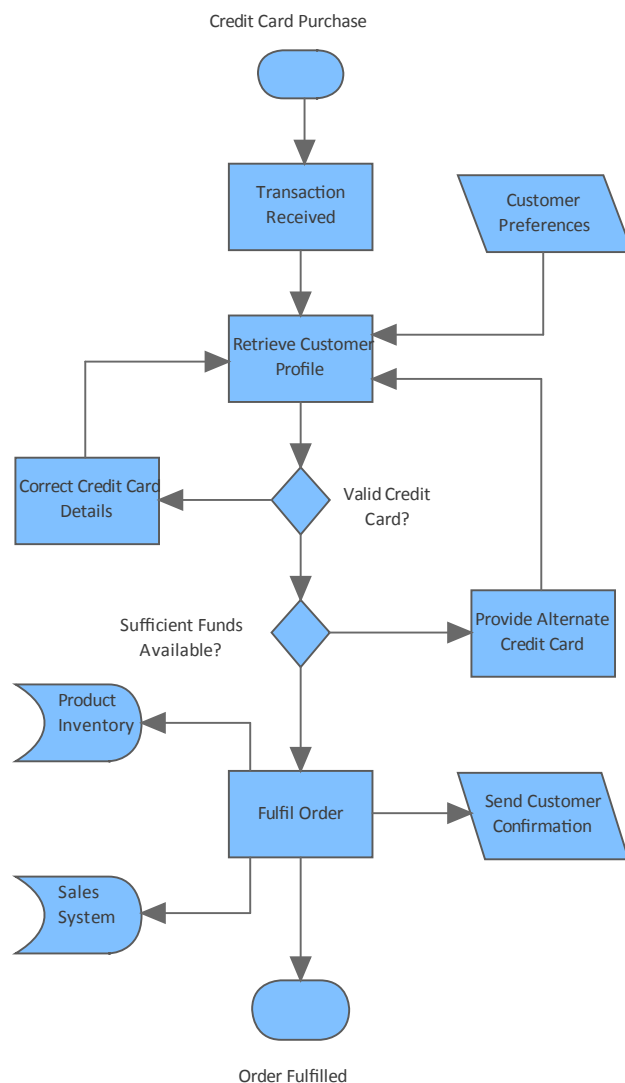 Credit Card Purchase
Transaction
Received
Customer
Preferences
Retrieve Customer
Profile
Correct Credit Card
Details
Valid Credit
Card?
Sufficient Funds
Available?
Provide Alternate
Credit Card
Product
Inventory
Fulfil Order
Send Customer
Confirmation
Sales
System
Order Fulfilled